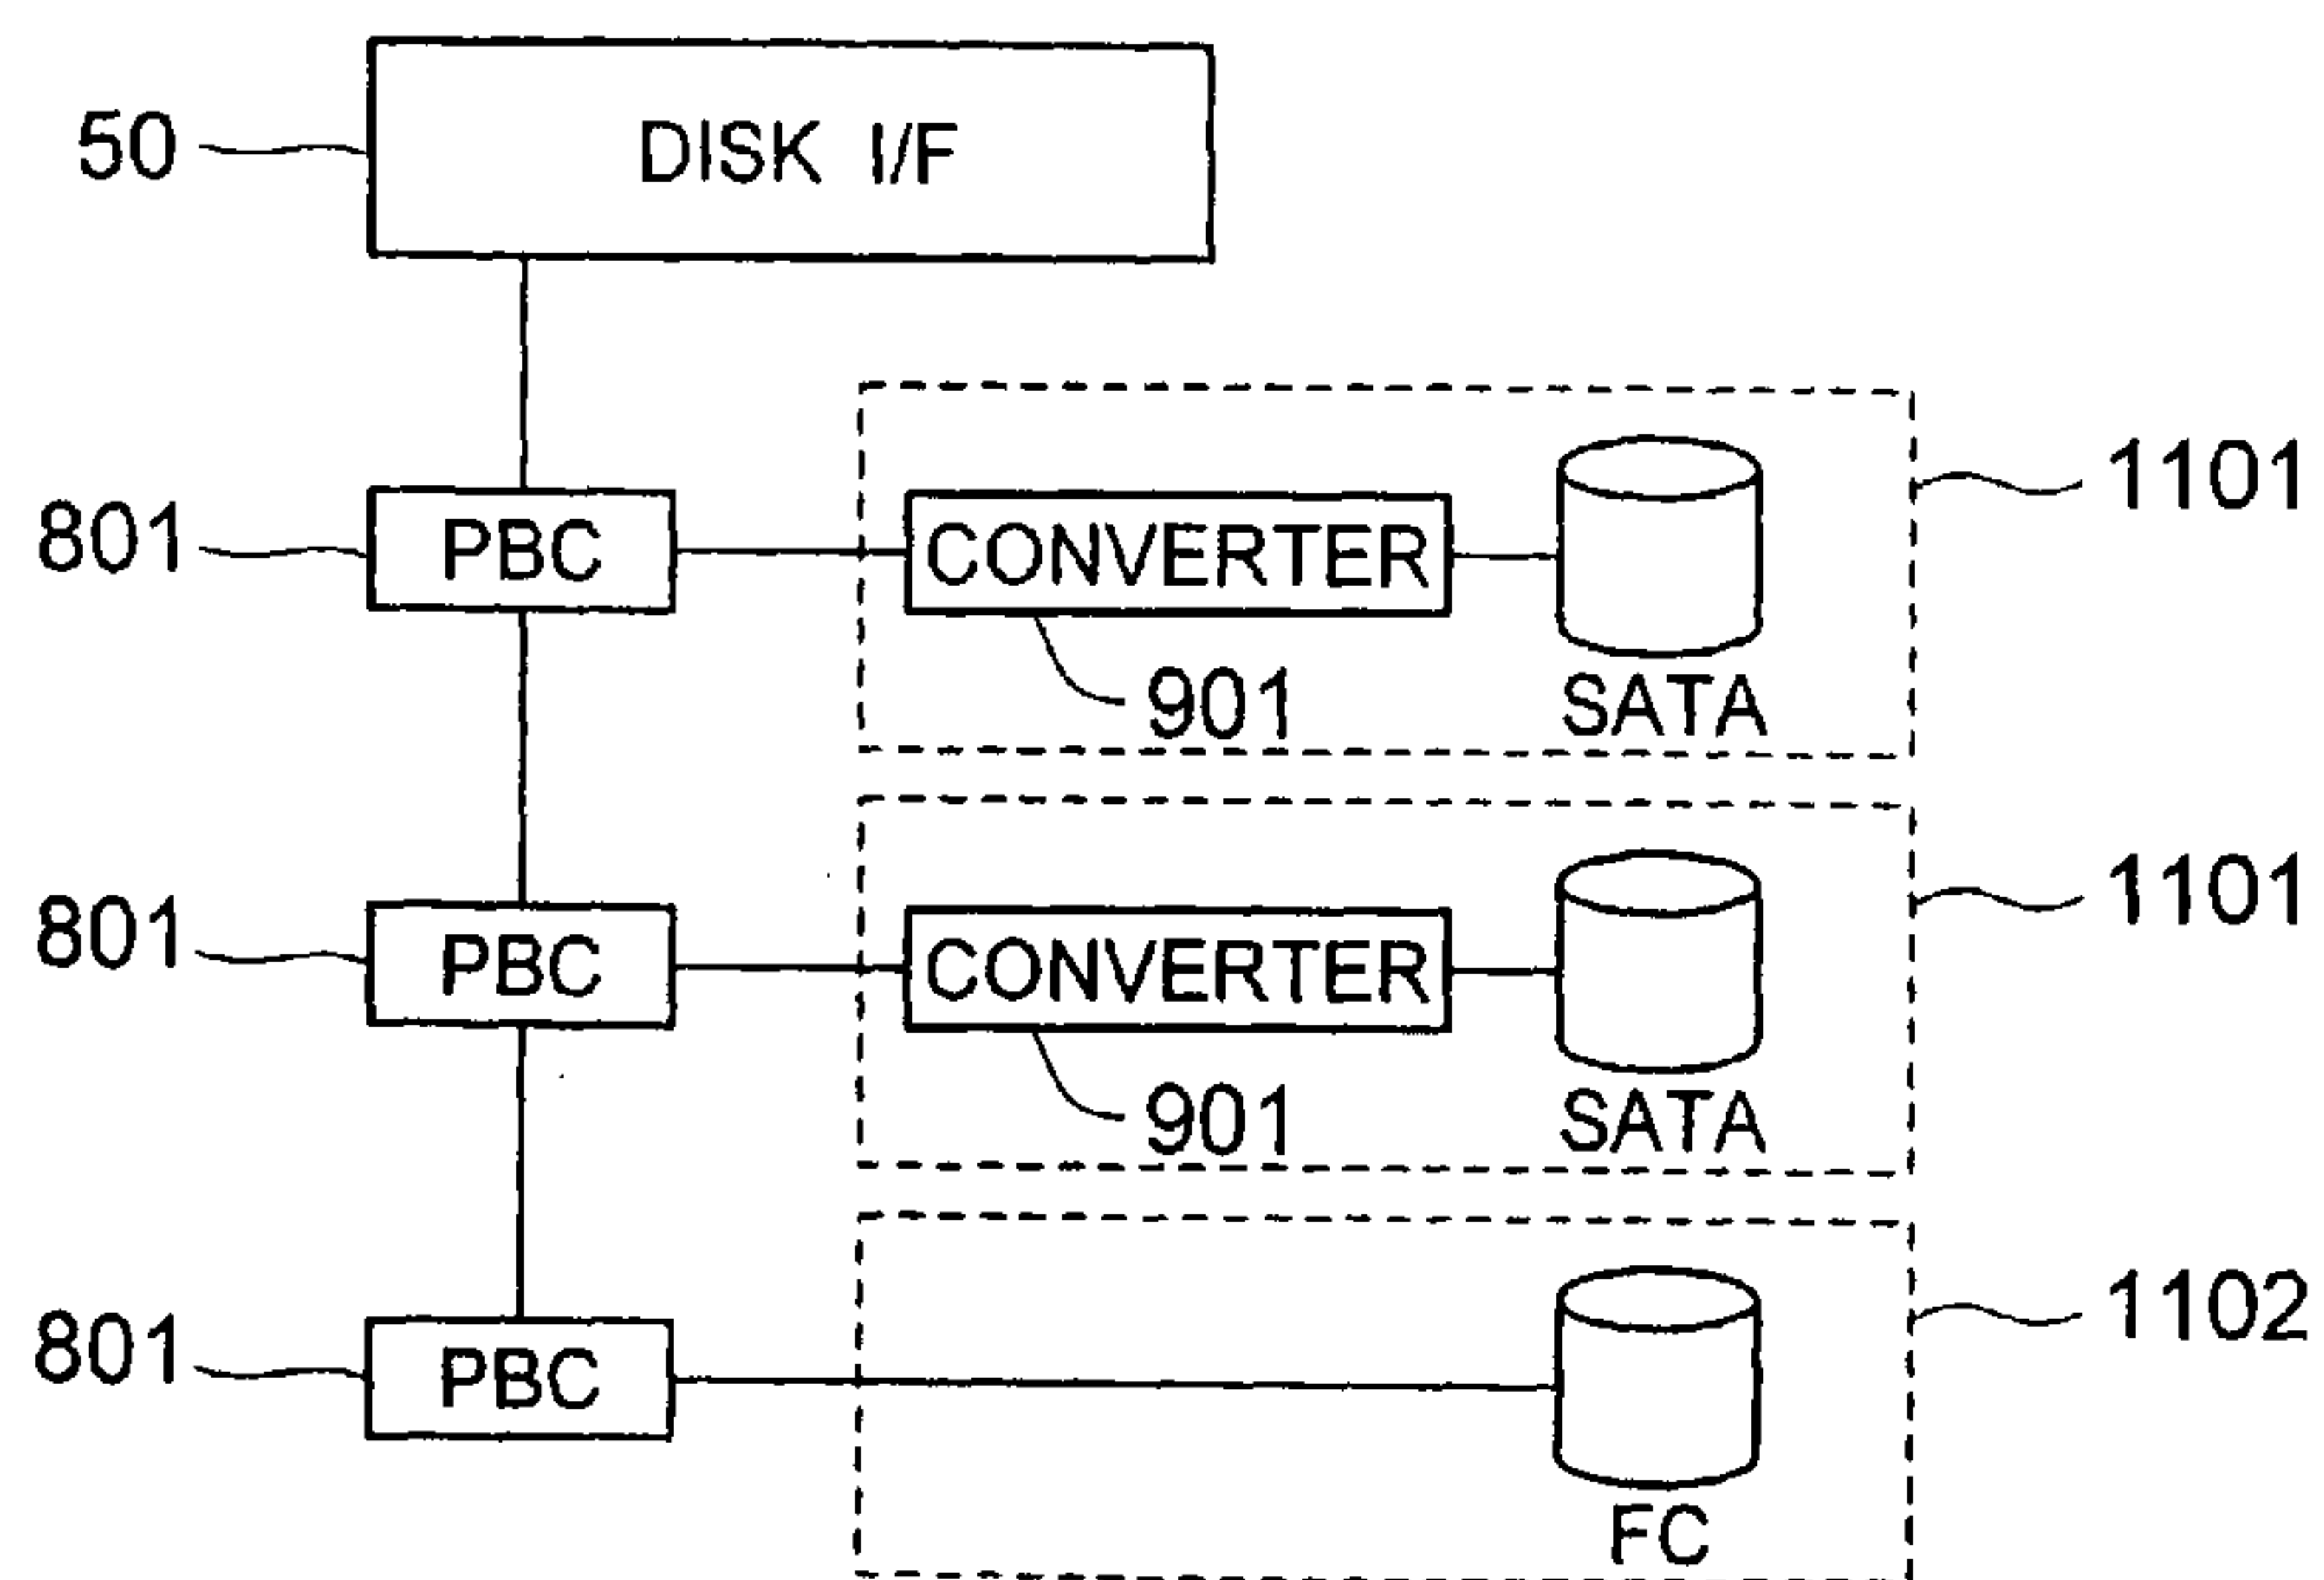 50 DISK I/F
801 PBC CONVERTER 1101
901 SATA
801 PBC CONVERTER 1101
901 SATA
801 PBC 1102
FC